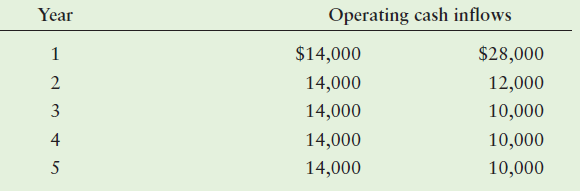 Year Operating cash inflows
1 $14,000 $28,000
2 14,000 12,000
3 14,000 10,000
4 14,000 10,000
5 14,000 10,000